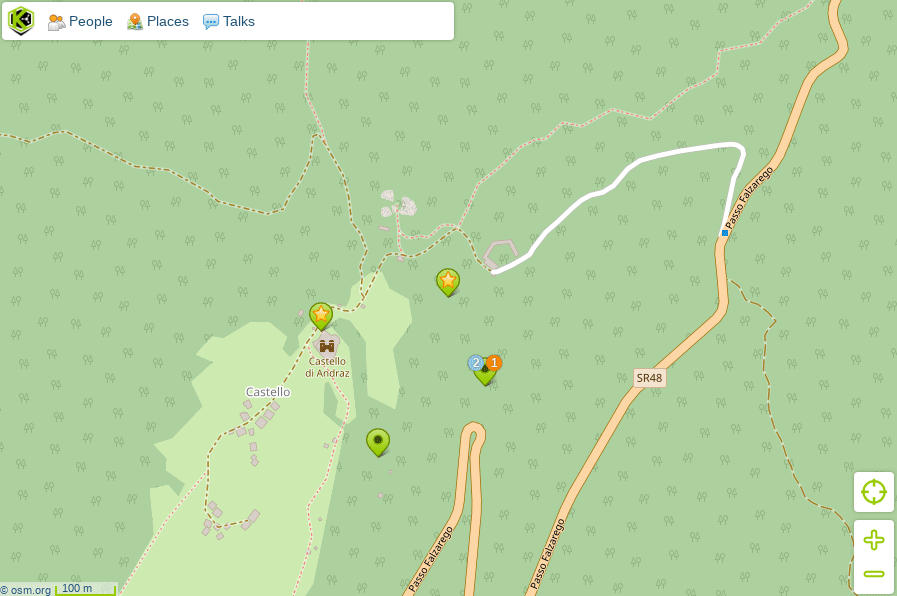 People Places Talks
Passo Falzarego
Castello
di Andraz
SR48
Castello
2 1
Passo Falzarego
Passo Falzarego
© osm.org 100 m